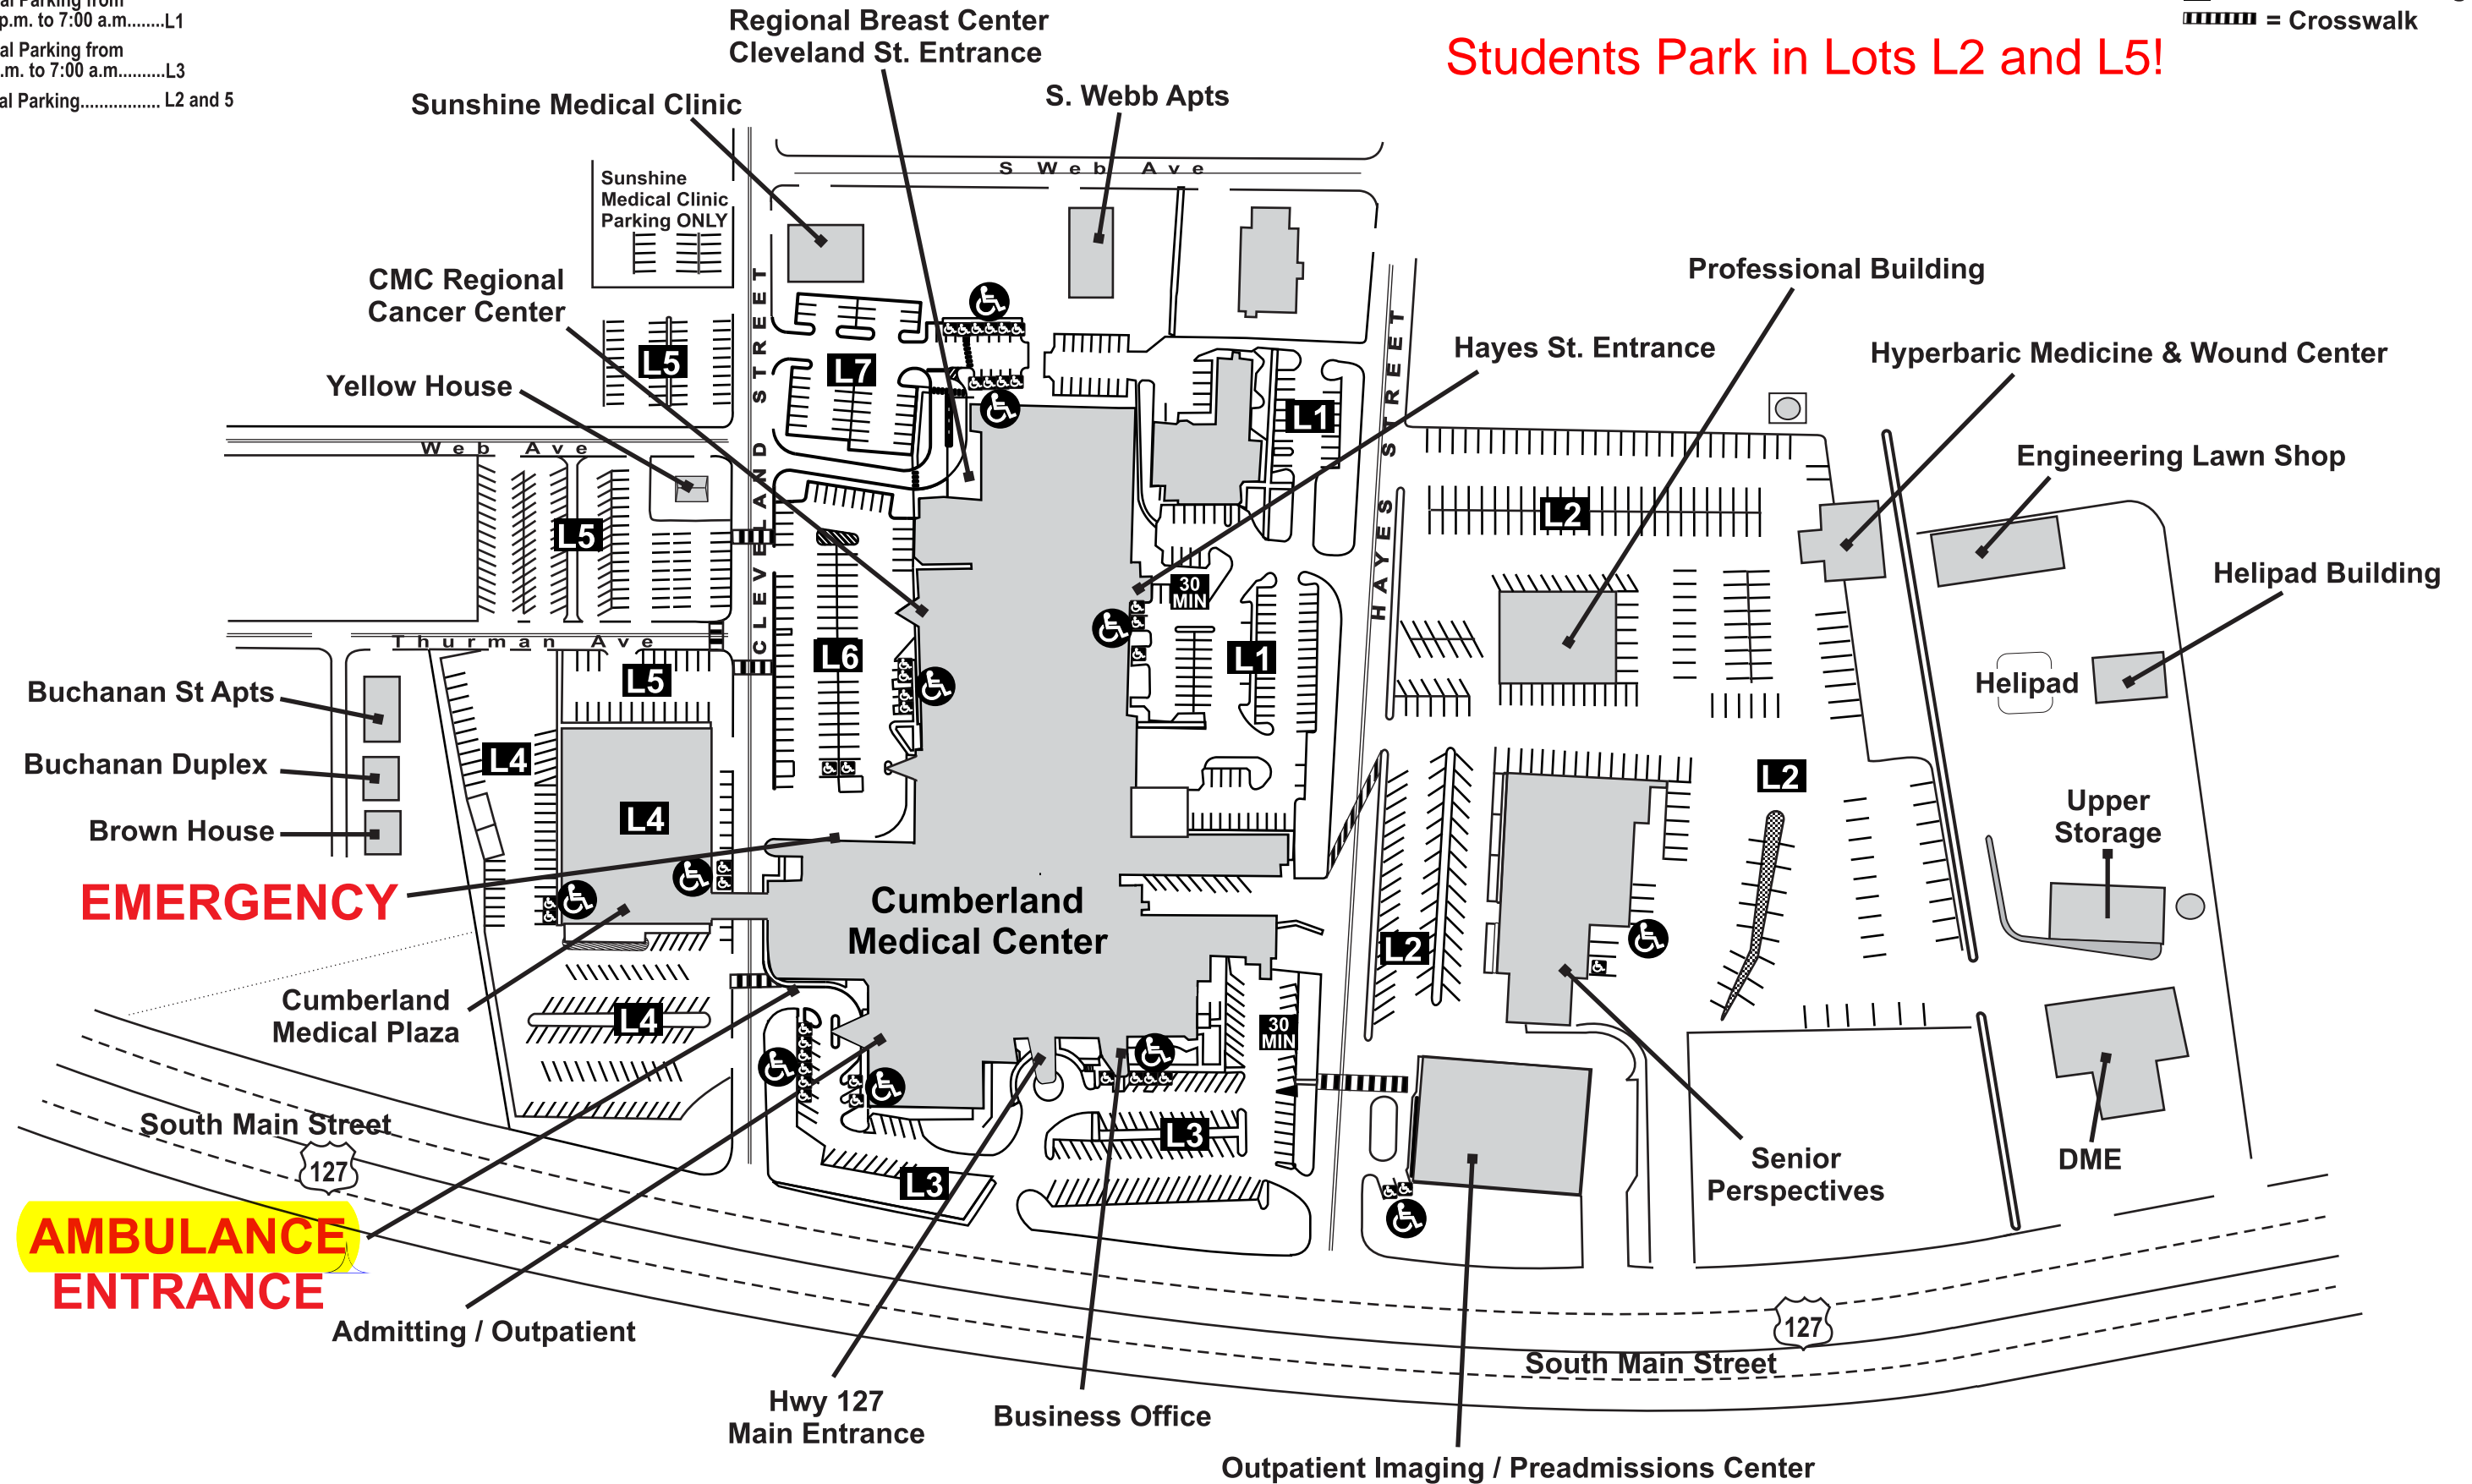 al Parking from
p.m. to 7:00 a.m.......L1
al Parking from
.m. to 7:00 a.m..........L3
al Parking................. L2 and 5
= Crosswalk
Students Park in Lots L2 and L5!
Regional Breast Center
Cleveland St. Entrance
Sunshine Medical Clinic
S. Webb Apts
S Web Ave
Sunshine
Medical Clinic
Parking ONLY
CMC Regional
Cancer Center
Professional Building
Yellow House
Hayes St. Entrance
Hyperbaric Medicine & Wound Center
L5
L7
L1
Web Ave
CLEVELAND STREET
HAYES STREET
Engineering Lawn Shop
L5
L2
Helipad Building
30
MIN
Thurman Ave
L6
L1
L5
Helipad
Buchanan St Apts
L4
L2
Buchanan Duplex
L4
Upper
Storage
Brown House
EMERGENCY
Cumberland
Medical Center
L2
Cumberland
Medical Plaza
L4
30
MIN
South Main Street
127
L3
L3
Senior
Perspectives
DME
AMBULANCE
ENTRANCE
Admitting / Outpatient
127
South Main Street
Hwy 127
Main Entrance
Business Office
Outpatient Imaging / Preadmissions Center